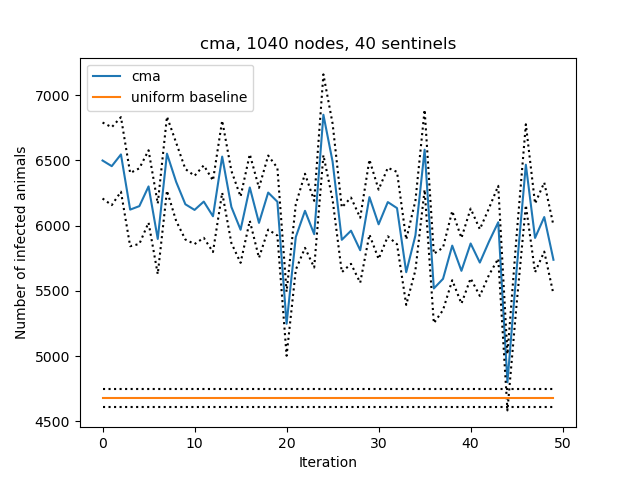 cma, 1040 nodes, 40 sentinels
cma
uniform baseline
Number of infected animals
7000
6500
6000
5500
5000
4500
0 10 20 30 40 50
Iteration